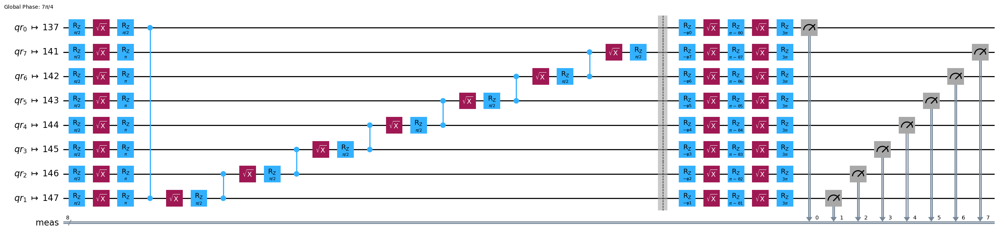 Global Phase: 7π/4
qr0 ↦ 137 RZ π/2 √X RZ π/2 RZ −φ0 √X RZ π − θ0 √X RZ 3π
qr7 ↦ 141 RZ π/2 √X RZ π √X RZ π/2 RZ −φ7 √X RZ π − θ7 √X RZ 3π
qr6 ↦ 142 RZ π/2 √X RZ π √X RZ π/2 RZ −φ6 √X RZ π − θ6 √X RZ 3π
qr5 ↦ 143 RZ π/2 √X RZ π √X RZ π/2 RZ −φ5 √X RZ π − θ5 √X RZ 3π
qr4 ↦ 144 RZ π/2 √X RZ π √X RZ π/2 RZ −φ4 √X RZ π − θ4 √X RZ 3π
qr3 ↦ 145 RZ π/2 √X RZ π √X RZ π/2 RZ −φ3 √X RZ π − θ3 √X RZ 3π
qr2 ↦ 146 RZ π/2 √X RZ π √X RZ π/2 RZ −φ2 √X RZ π − θ2 √X RZ 3π
qr1 ↦ 147 RZ π/2 √X RZ π √X RZ π/2 RZ −φ1 √X RZ π − θ1 √X RZ 3π
meas 8 0 1 2 3 4 5 6 7